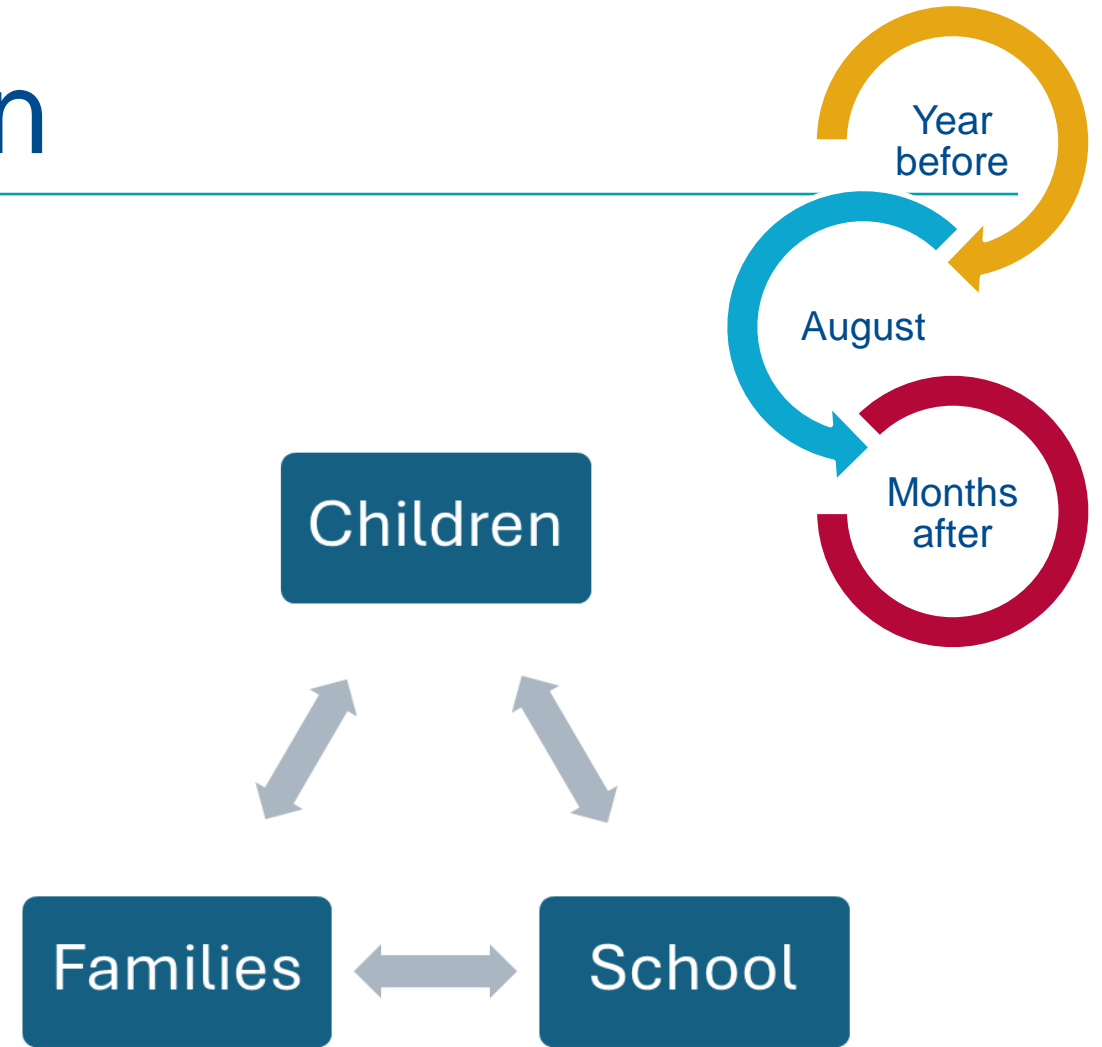 n
Year
before
August
Months
after
Children
Families
School